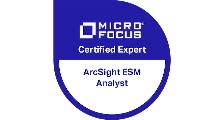 MICRO
FOCUS
Certified Expert
ArcSight ESM
Analyst